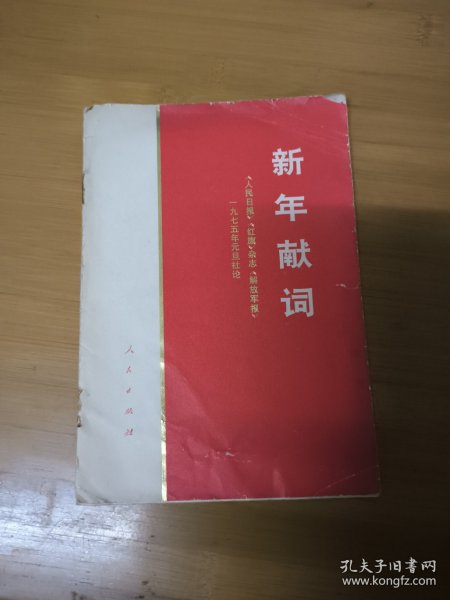 新年献词
《人民日报》《红旗》杂志《解放军报》
一九七五年元旦社论
人民出版社
孔夫子旧书网
www.kongfz.com